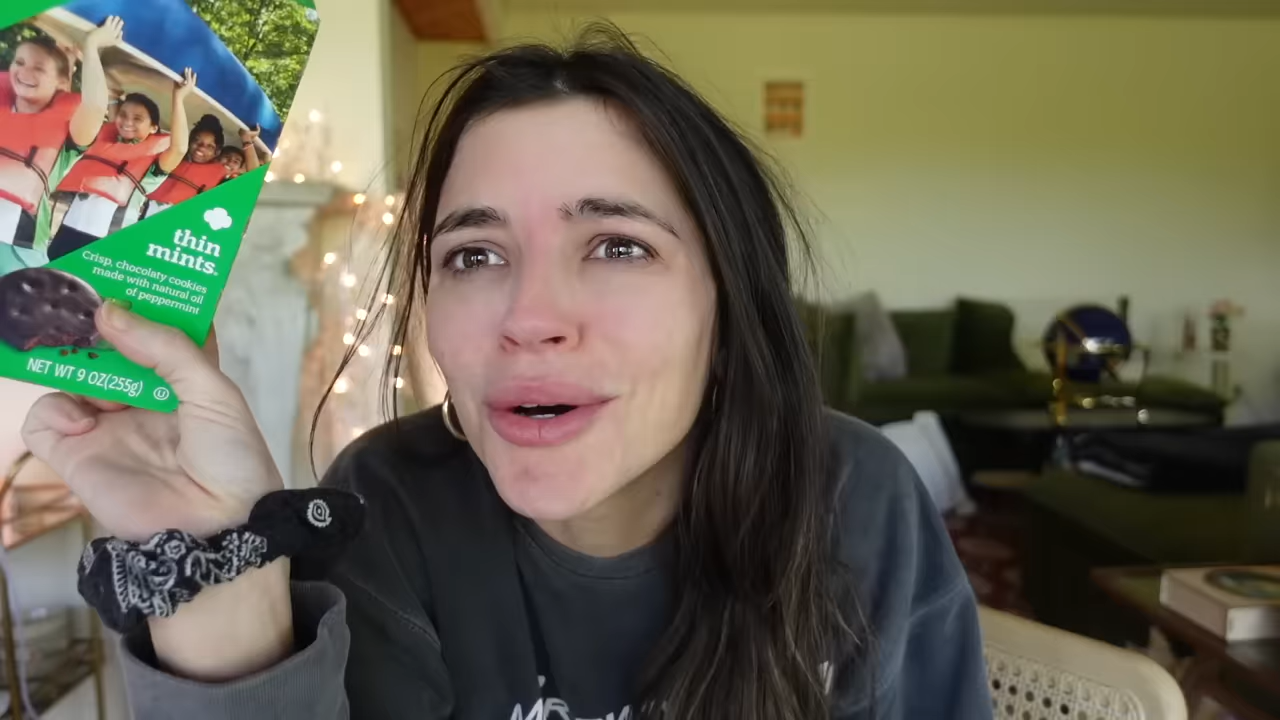 thin
mints.
Crisp, chocolaty cookies
made with natural oil
of peppermint
NET WT 9 OZ (255g)
U